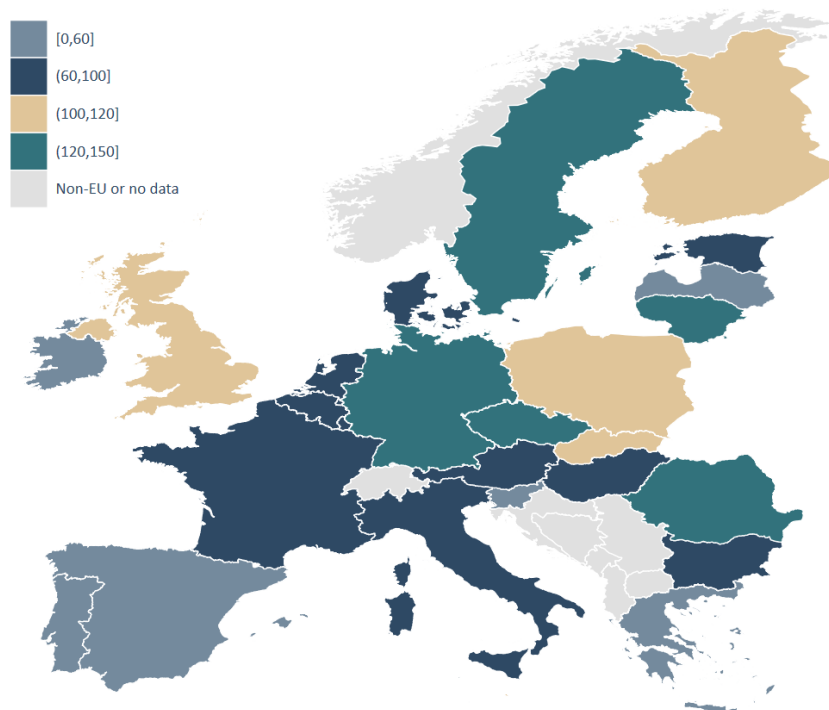 [0,60]
(60,100]
(100,120]
(120,150]
Non-EU or no data